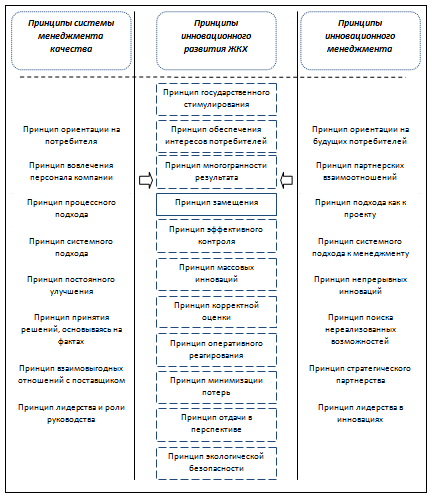 Принципы системы
менеджмента
качества
Принципы
инновационного
развития ЖКХ
Принципы
инновационного
менеджмента
Принцип ориентации на
потребителя
Принцип вовлечения
персонала компании
Принцип процессного
подхода
Принцип системного
подхода
Принцип постоянного
улучшения
Принцип принятия
решений, основываясь на
фактах
Принцип взаимовыгодных
отношений с поставщиком
Принцип лидерства и роли
руководства
Принцип государственного
стимулирования
Принцип обеспечения
интересов потребителей
Принцип многогранности
результата
Принцип замещения
Принцип эффективного
контроля
Принцип массовых
инноваций
Принцип корректной
оценки
Принцип оперативного
реагирования
Принцип минимизации
потерь
Принцип отдачи в
перспективе
Принцип экологической
безопасности
Принцип ориентации на
будущих потребителей
Принцип партнерских
взаимоотношений
Принцип подхода как к
проекту
Принцип системного
подхода к менеджменту
Принцип непрерывных
инноваций
Принцип поиска
нереализованных
возможностей
Принцип стратегического
партнерства
Принцип лидерства в
инновациях